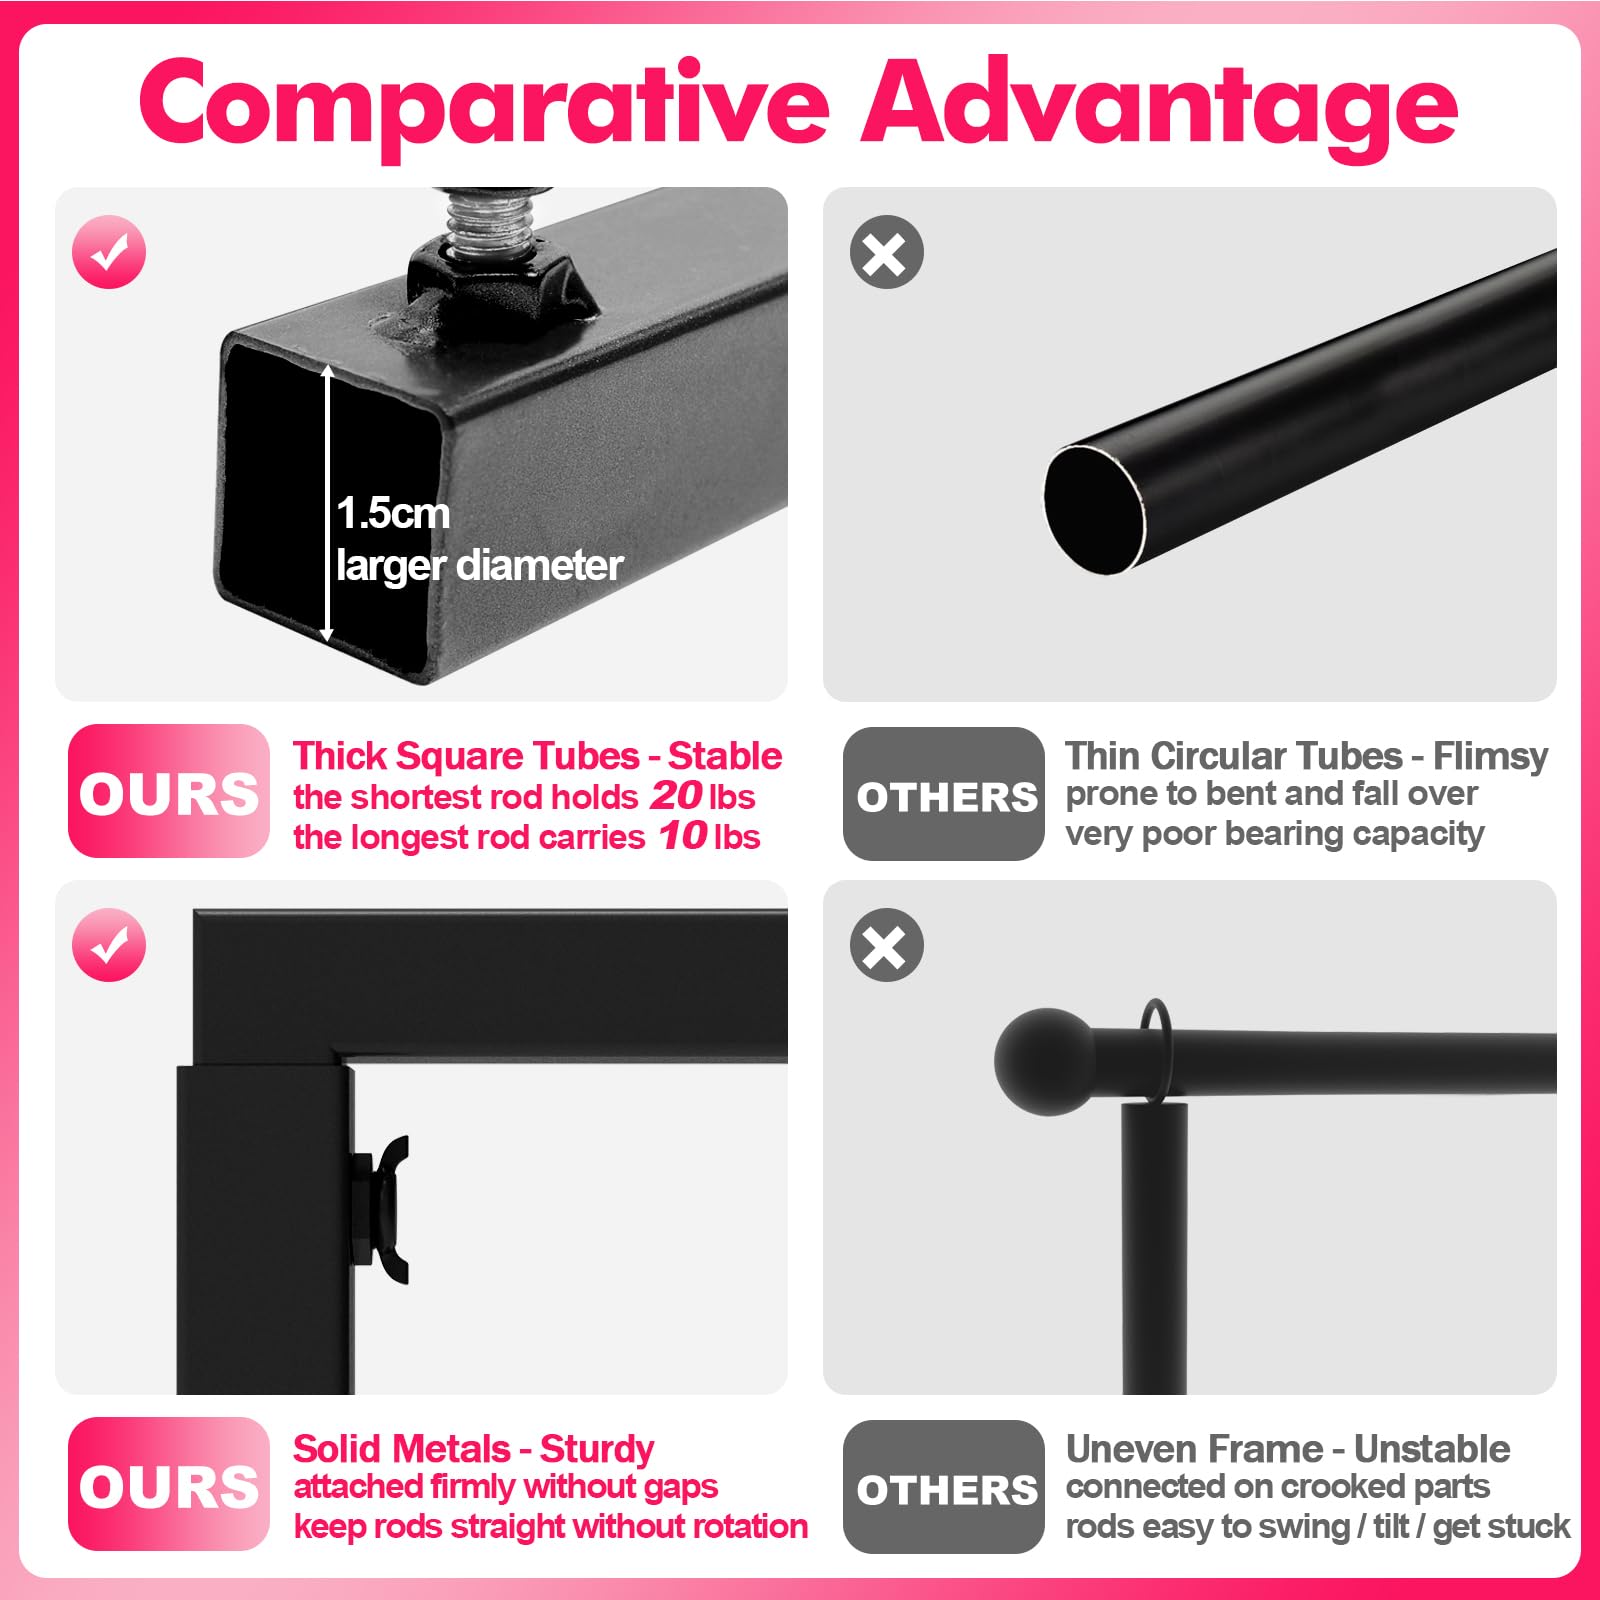 Comparative Advantage
1.5cm
larger diameter
OURS
Thick Square Tubes - Stable
the shortest rod holds 20 lbs
the longest rod carries 10 lbs
OTHERS
Thin Circular Tubes - Flimsy
prone to bent and fall over
very poor bearing capacity
OURS
Solid Metals - Sturdy
attached firmly without gaps
keep rods straight without rotation
OTHERS
Uneven Frame - Unstable
connected on crooked parts
rods easy to swing / tilt / get stuck